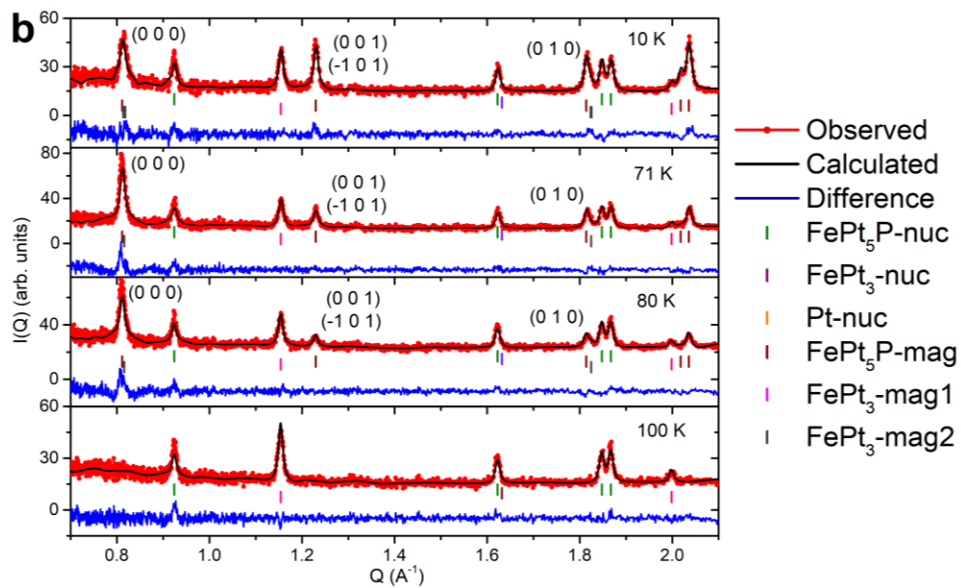 b
60
30
0
(0 0 0)
(0 0 1)
(-1 0 1)
(0 1 0)
10 K
80
40
0
(0 0 0)
(0 0 1)
(-1 0 1)
(0 1 0)
71 K
40
0
(0 0 0)
(0 0 1)
(-1 0 1)
(0 1 0)
80 K
60
30
0
100 K
I(Q) (arb. units)
0.8 1.0 1.2 1.4 1.6 1.8 2.0
Q (A⁻¹)
Observed
Calculated
Difference
FePt₅P-nuc
FePt₃-nuc
Pt-nuc
FePt₅P-mag
FePt₃-mag1
FePt₃-mag2